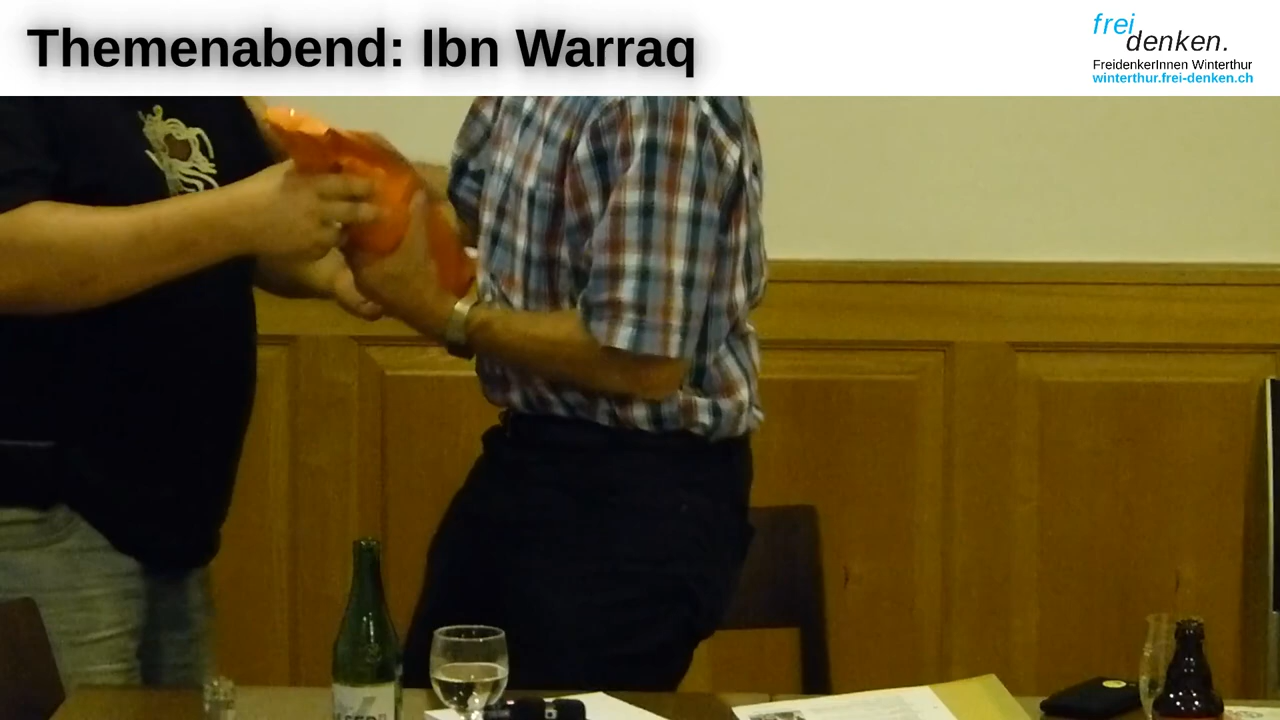 Themenabend: Ibn Warraq
frei
denken.
FreidenkerInnen Winterthur
winterthur.frei-denken.ch